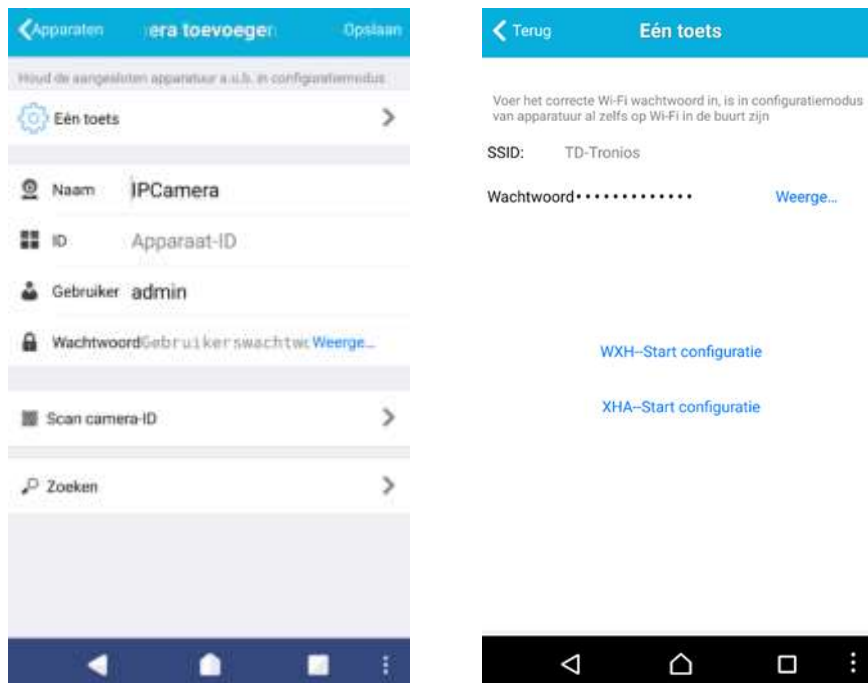 Apparaten
era toevoegen
Opslaan
Houd de aangesloten apparatuur a.u.b. in configuratiemodus
Eén toets
Naam IPCamera
ID Apparaat-ID
Gebruiker admin
Wachtwoord Gebruikerswachtwo Weerge...
Scan camera-ID
Zoeken
Terug
Eén toets
Voer het correcte Wi-Fi wachtwoord in, is in configuratiemodus
van apparatuur al zelfs op Wi-Fi in de buurt zijn
SSID: TD-Tronios
Wachtwoord ••••••••••••• Weerge...
WXH--Start configuratie
XHA--Start configuratie